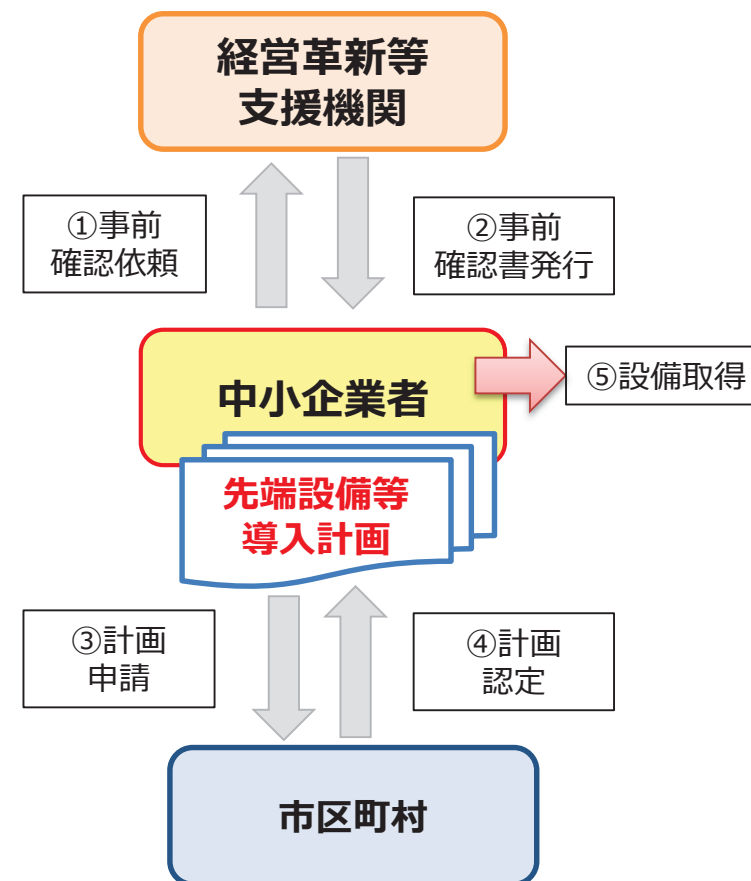 経営革新等
支援機関
①事前
確認依頼
②事前
確認書発行
中小企業者
⑤設備取得
先端設備等
導入計画
③計画
申請
④計画
認定
市区町村